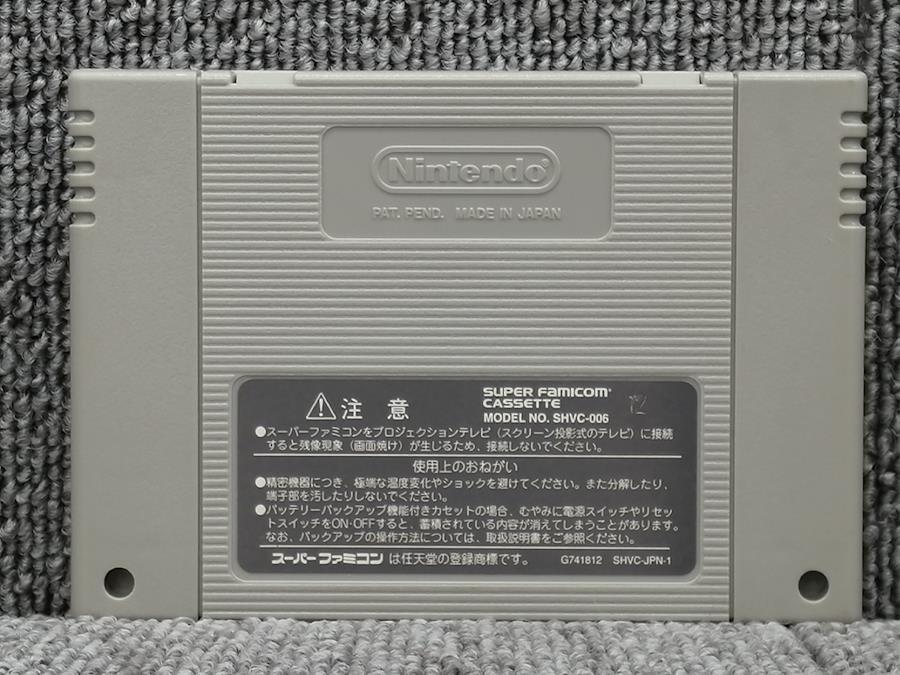 Nintendo®
PAT. PEND. MADE IN JAPAN
注 意
SUPER FAMICOM®
CASSETTE
MODEL NO. SHVC-006
12
●スーパーファミコンをプロジェクションテレビ（スクリーン投影式のテレビ）に接続
すると残像現象（画面焼け）が生じるため、接続しないでください。
使用上のおねがい
●精密機器につき、極端な温度変化やショックを避けてください。また分解したり、
端子部を汚したりしないでください。
●バッテリーバックアップ機能付きカセットの場合、むやみに電源スイッチやリセッ
トスイッチをON・OFFすると、蓄積されている内容が消えてしまうことがあります。
なお、バックアップの操作方法については、取扱説明書をご参照ください。
スーパーファミコン は任天堂の登録商標です。
G741812 SHVC-JPN-1